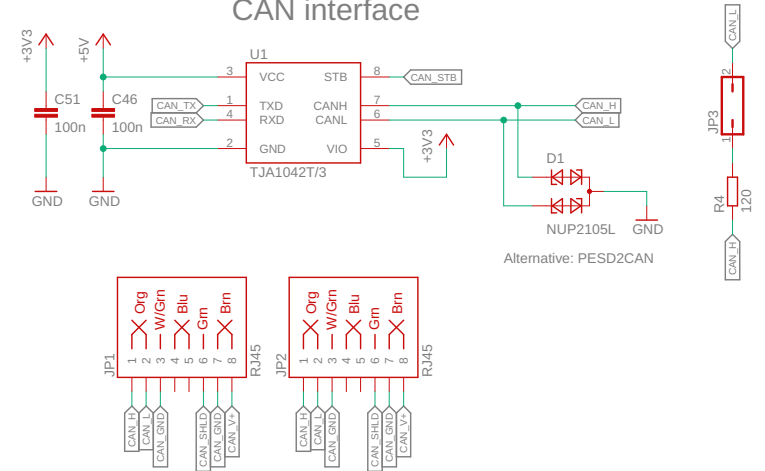 CAN interface
+3V3
C51
100n
GND
+5V
C46
100n
GND
U1
3 VCC STB 8 CAN_STB
CAN_TX 1 TXD CANH 7 CAN_H
CAN_RX 4 RXD CANL 6 CAN_L
2 GND VIO 5 +3V3
TJA1042T/3
D1
NUP2105L
GND
Alternative: PESD2CAN
CAN_L
2
JP3
1
R4
120
CAN_H
JP1
Org W/Grn Blu Grn Brn
1 2 3 4 5 6 7 8
RJ45
CAN_H CAN_L CAN_GND CAN_SHLD CAN_GND CAN_V+
JP2
Org W/Grn Blu Grn Brn
1 2 3 4 5 6 7 8
RJ45
CAN_H CAN_L CAN_GND CAN_SHLD CAN_GND CAN_V+